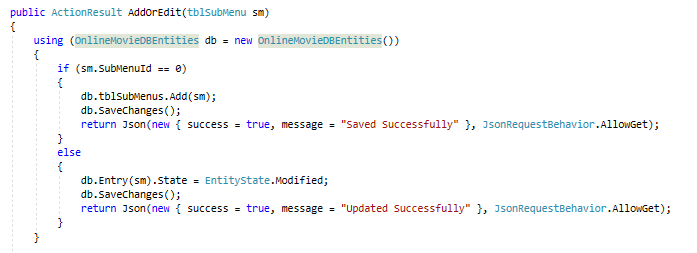 public ActionResult AddOrEdit(tblSubMenu sm)
{
using (OnlineMovieDBEntities db = new OnlineMovieDBEntities())
{
if (sm.SubMenuId == 0)
{
db.tblSubMenus.Add(sm);
db.SaveChanges();
return Json(new { success = true, message = "Saved Successfully" }, JsonRequestBehavior.AllowGet);
}
else
{
db.Entry(sm).State = EntityState.Modified;
db.SaveChanges();
return Json(new { success = true, message = "Updated Successfully" }, JsonRequestBehavior.AllowGet);
}
}